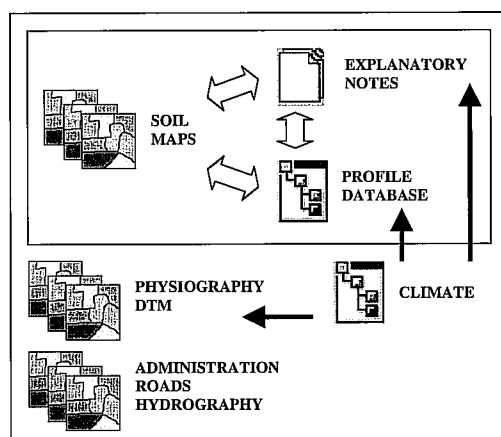 EXPLANATORY
NOTES
SOIL
MAPS
PROFILE
DATABASE
PHYSIOGRAPHY
DTM
CLIMATE
ADMINISTRATION
ROADS
HYDROGRAPHY